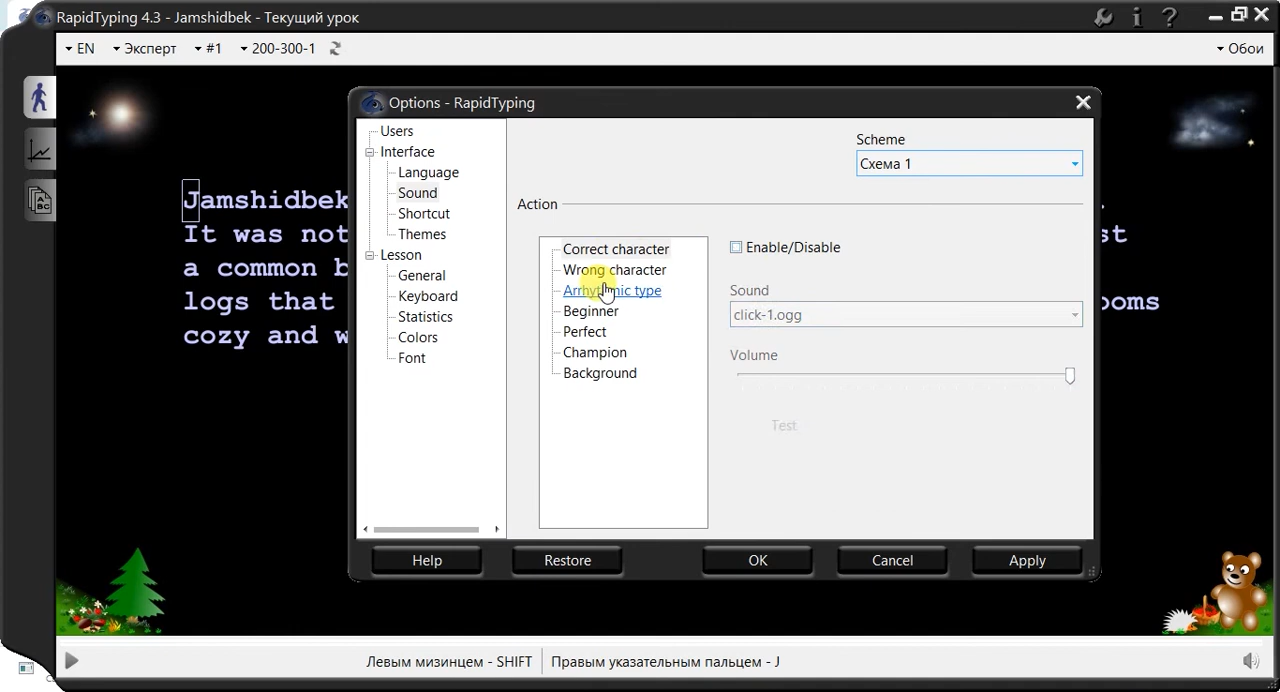 RapidTyping 4.3 - Jamshidbek - Текущий урок
EN Эксперт #1 200-300-1 Обои
Options - RapidTyping
Users
Interface
Language
Sound
Shortcut
Themes
Lesson
General
Keyboard
Statistics
Colors
Font
Scheme
Схема 1
Action
Correct character
Wrong character
Arrhythmic type
Beginner
Perfect
Champion
Background
Enable/Disable
Sound
click-1.ogg
Volume
Test
Help Restore OK Cancel Apply
Jamshidbek
It was not
a common
logs that
cozy and
Левым мизинцем - SHIFT Правым указательным пальцем - J